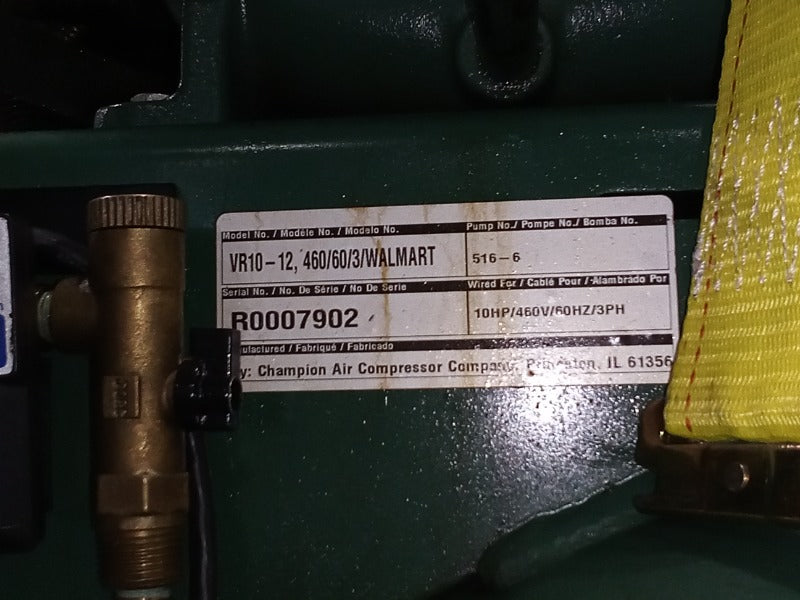 Model No. / Modéle No. / Modelo No.
Pump No./ Pompe No./ Bomba No.
VR10-12, 460/60/3/WALMART
516-6
Serial No. / No. De Série / No De Serie
Wired For / Cablé Pour / Alambrado Por
R0007902
10HP/460V/60HZ/3PH
ufactured / Fabriqué / Fabricado
y: Champion Air Compressor Company, Princeton, IL 61356